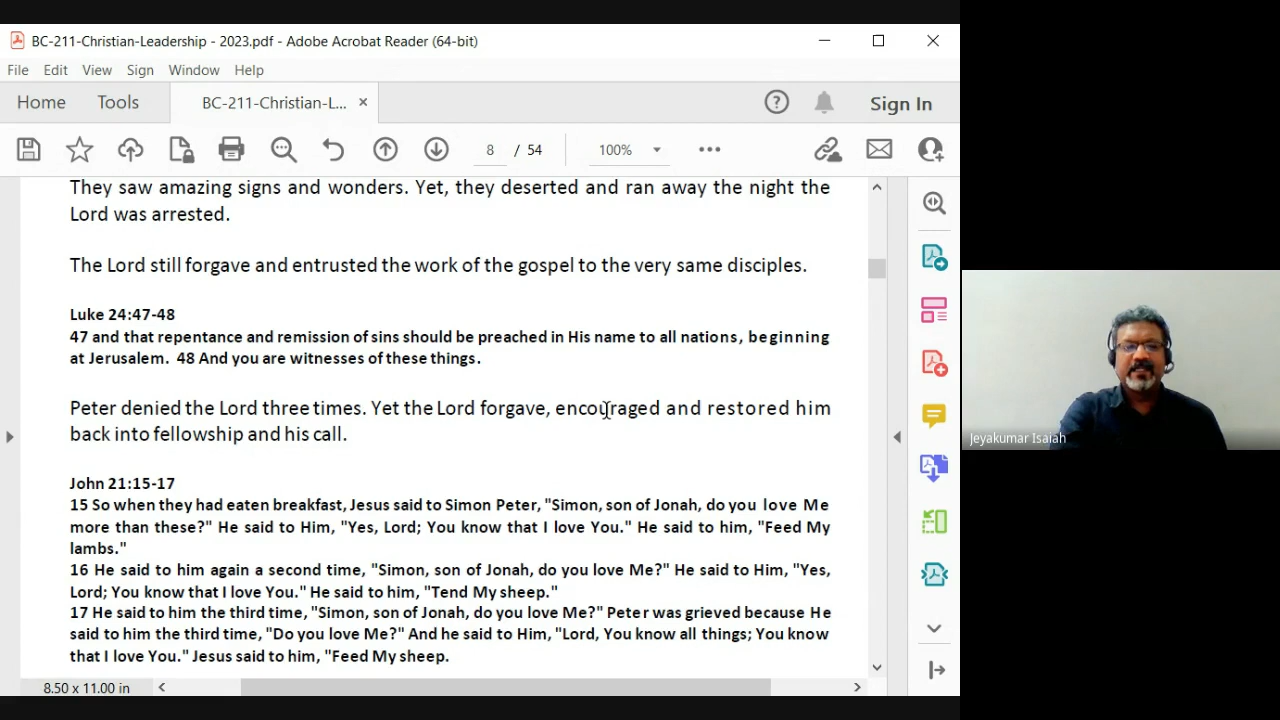 BC-211-Christian-Leadership - 2023.pdf - Adobe Acrobat Reader (64-bit)
File Edit View Sign Window Help
Home Tools BC-211-Christian-L... × Sign In
8 / 54 100%
They saw amazing signs and wonders. Yet, they deserted and ran away the night the
Lord was arrested.
The Lord still forgave and entrusted the work of the gospel to the very same disciples.
Luke 24:47-48
47 and that repentance and remission of sins should be preached in His name to all nations, beginning
at Jerusalem. 48 And you are witnesses of these things.
Peter denied the Lord three times. Yet the Lord forgave, encouraged and restored him
back into fellowship and his call.
John 21:15-17
15 So when they had eaten breakfast, Jesus said to Simon Peter, "Simon, son of Jonah, do you love Me
more than these?" He said to Him, "Yes, Lord; You know that I love You." He said to him, "Feed My
lambs."
16 He said to him again a second time, "Simon, son of Jonah, do you love Me?" He said to Him, "Yes,
Lord; You know that I love You." He said to him, "Tend My sheep."
17 He said to him the third time, "Simon, son of Jonah, do you love Me?" Peter was grieved because He
said to him the third time, "Do you love Me?" And he said to Him, "Lord, You know all things; You know
that I love You." Jesus said to him, "Feed My sheep.
8.50 x 11.00 in
Jeyakumar Isaiah